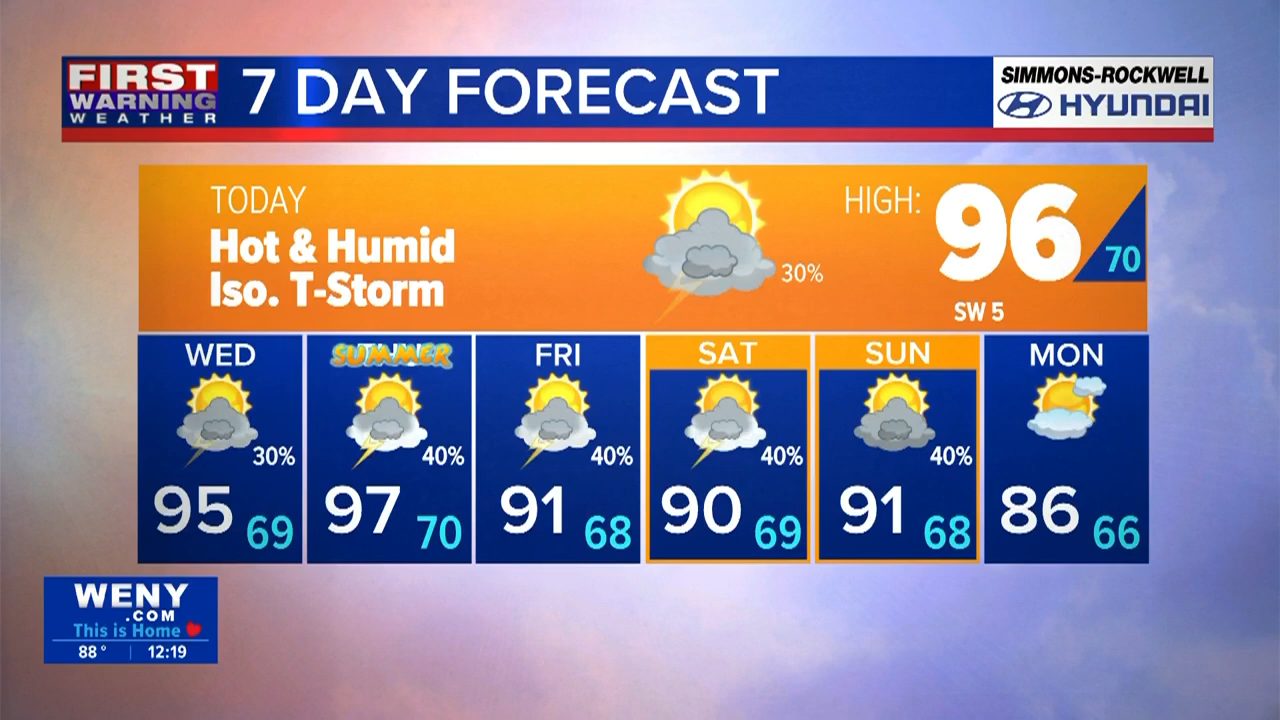 FIRST
WARNING
WEATHER
7 DAY FORECAST
SIMMONS-ROCKWELL
HYUNDAI
TODAY
Hot & Humid
Iso. T-Storm
30%
HIGH:
96
70
SW 5
WED
30%
95 69
SUMMER
40%
97 70
FRI
40%
91 68
SAT
40%
90 69
SUN
40%
91 68
MON
86 66
WENY
.COM
This is Home
88° | 12:19